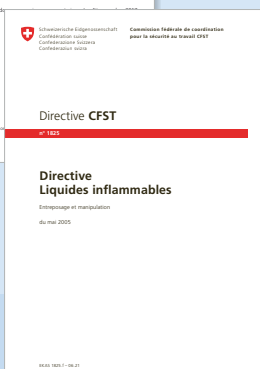 Schweizerische Eidgenossenschaft
Confédération suisse
Confederazione Svizzera
Confederaziun svizra
Commission fédérale de coordination
pour la sécurité au travail CFST
Directive CFST
n° 1825
Directive
Liquides inflammables
Entreposage et manipulation
du mai 2005